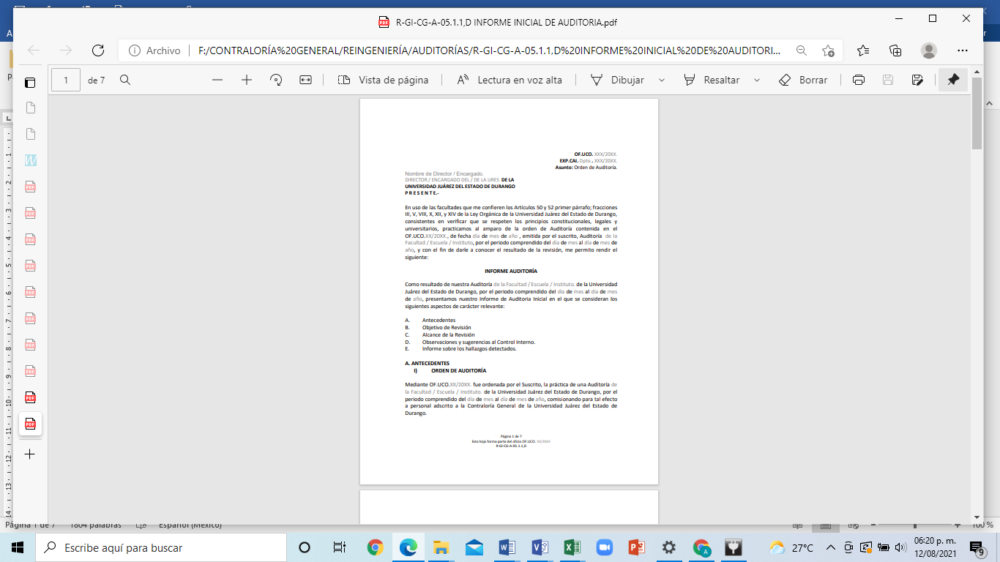 R-GI-CG-A-05.1.1,D INFORME INICIAL DE AUDITORIA.pdf
Archivo
F:/CONTRALORÍA%20GENERAL/REINGENIERÍA/AUDITORÍAS/R-GI-CG-A-05.1.1,D%20INFORME%20INICIAL%20DE%20AUDITORI...
1 de 7
Vista de página
Lectura en voz alta
Dibujar
Resaltar
Borrar
OF.UCO. XXX/20XX.
EXP.CAI. Dpto.. XXX/20XX.
Asunto: Orden de Auditoría.
Nombre de Director / Encargado.
DIRECTOR / ENCARGADO DEL / DE LA URES DE LA
UNIVERSIDAD JUÁREZ DEL ESTADO DE DURANGO
P R E S E N T E.-
En uso de las facultades que me confieren los Artículos 50 y 52 primer párrafo; fracciones
III, V, VIII, X, XII, y XIV de la Ley Orgánica de la Universidad Juárez del Estado de Durango,
consistentes en verificar que se respeten los principios constitucionales, legales y
universitarios, practicamos al amparo de la orden de Auditoría contenida en el
OF.UCO.XX/20XX., de fecha día de mes de año , emitida por el suscrito, Auditoría de la
Facultad / Escuela / Instituto, por el periodo comprendido del día de mes al día de mes de
año, y con el fin de darle a conocer el resultado de la revisión, me permito rendir el
siguiente:
INFORME AUDITORÍA
Como resultado de nuestra Auditoría de la Facultad / Escuela / Instituto. de la Universidad
Juárez del Estado de Durango, por el periodo comprendido del día de mes al día de mes
de año, presentamos nuestro Informe de Auditoria Inicial en el que se consideran los
siguientes aspectos de carácter relevante:
A. Antecedentes
B. Objetivo de Revisión
C. Alcance de la Revisión
D. Observaciones y sugerencias al Control Interno.
E. Informe sobre los hallazgos detectados.
A. ANTECEDENTES
I) ORDEN DE AUDITORÍA
Mediante OF.UCO.XX/20XX. fue ordenada por el Suscrito, la práctica de una Auditoría de
la Facultad / Escuela / Instituto. de la Universidad Juárez del Estado de Durango, por el
periodo comprendido del día de mes al día de mes de año, comisionando para tal efecto
a personal adscrito a la Contraloría General de la Universidad Juárez del Estado de
Durango.
Página 1 de 7
Esta hoja forma parte del oficio OF.UCO. XX/20XX
R-GI-CG-A-05.1.1,D
Página 1 de 7
1804 palabras
Español (México)
100 %
Escribe aquí para buscar
27°C
06:20 p. m.
12/08/2021
9